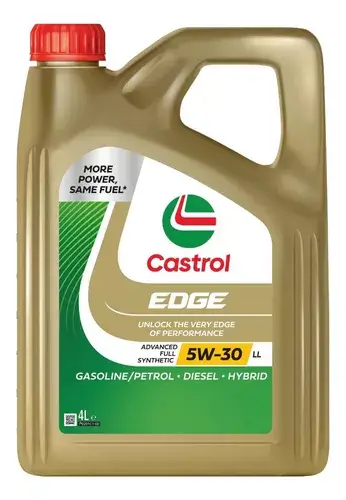 MORE
POWER,
SAME FUEL*
Castrol
EDGE
UNLOCK THE VERY EDGE
OF PERFORMANCE
ADVANCED
FULL
SYNTHETIC
5W-30 LL
GASOLINE/PETROL · DIESEL · HYBRID
4L e